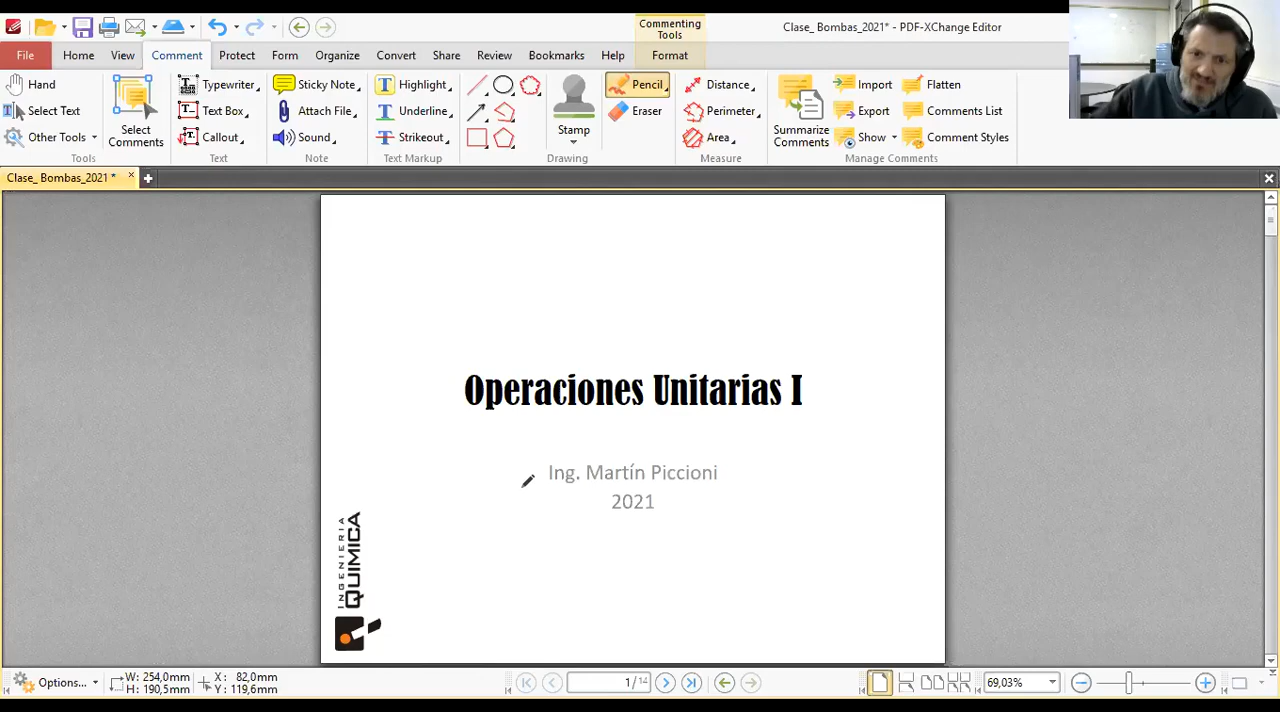 Commenting
Tools
Clase_Bombas_2021* - PDF-XChange Editor
File Home View Comment Protect Form Organize Convert Share Review Bookmarks Help Format
Hand
Select Text
Other Tools
Select
Comments
Tools
Typewriter
Text Box
Callout
Text
Sticky Note
Attach File
Sound
Note
Highlight
Underline
Strikeout
Text Markup
Drawing
Stamp
Pencil
Eraser
Distance
Perimeter
Area
Measure
Summarize
Comments
Import
Export
Show
Flatten
Comments List
Comment Styles
Manage Comments
Clase_ Bombas_2021 *
Operaciones Unitarias I
Ing. Martín Piccioni
2021
INGENIERIA
QUIMICA
Options...
W: 254,0mm
H: 190,5mm
X: 82,0mm
Y: 119,6mm
1/14
69,03%